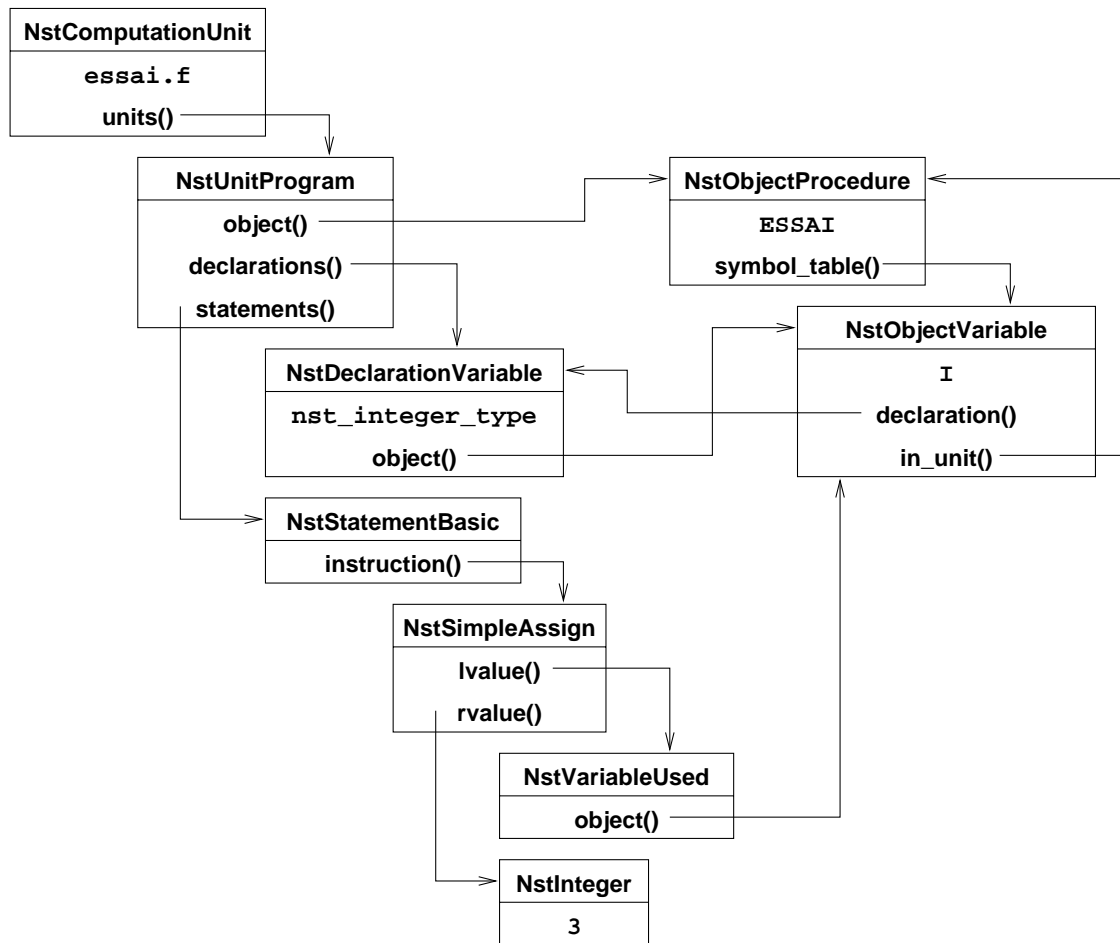 NstComputationUnit
essai.f
units()
NstUnitProgram
object()
declarations()
statements()
NstObjectProcedure
ESSAI
symbol_table()
NstObjectVariable
I
declaration()
in_unit()
NstDeclarationVariable
nst_integer_type
object()
NstStatementBasic
instruction()
NstSimpleAssign
lvalue()
rvalue()
NstVariableUsed
object()
NstInteger
3